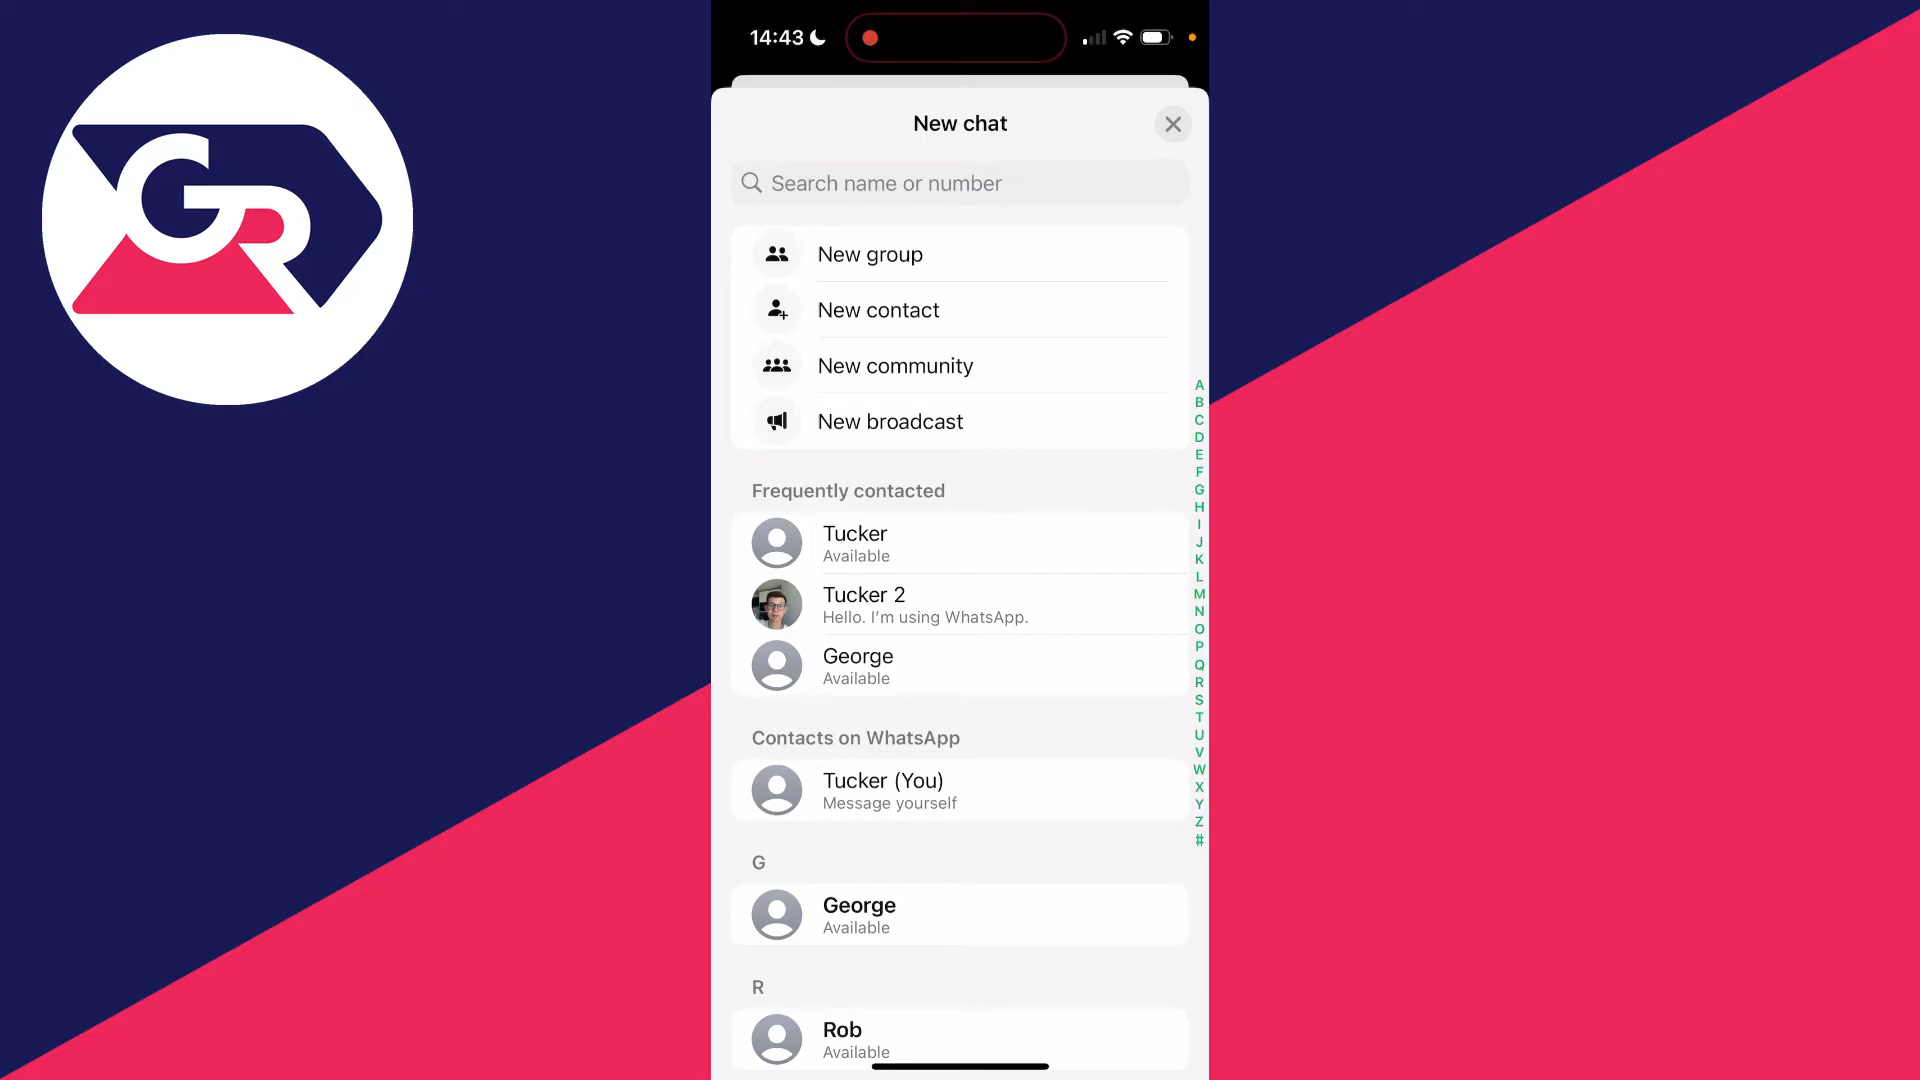 GR
14:43
New chat
Search name or number
New group
New contact
New community
New broadcast
Frequently contacted
Tucker
Available
Tucker 2
Hello. I'm using WhatsApp.
George
Available
Contacts on WhatsApp
Tucker (You)
Message yourself
G
George
Available
R
Rob
Available
A
B
C
D
E
F
G
H
I
J
K
L
M
N
O
P
Q
R
S
T
U
V
W
X
Y
Z
#